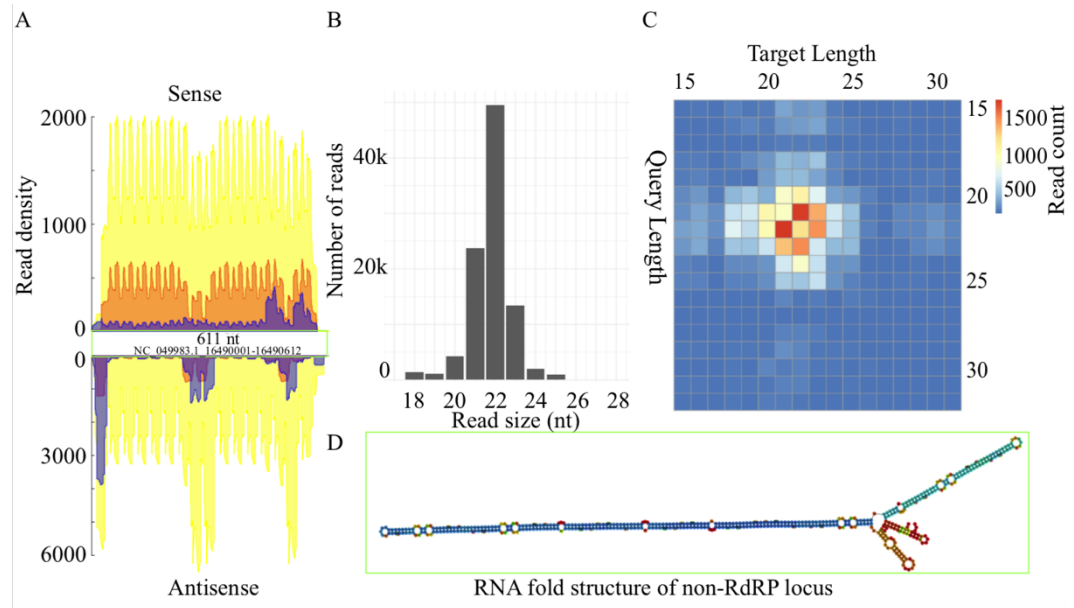 A
Sense
2000
1000
0
Read density
611 nt
NC_049983.1_16490001-16490612
0
3000
6000
Antisense
B
Number of reads
40k
20k
0
18 20 22 24 26 28
Read size (nt)
C
Target Length
15 20 25 30
Query Length
15
20
25
30
1500
1000
500
Read count
D
RNA fold structure of non-RdRP locus